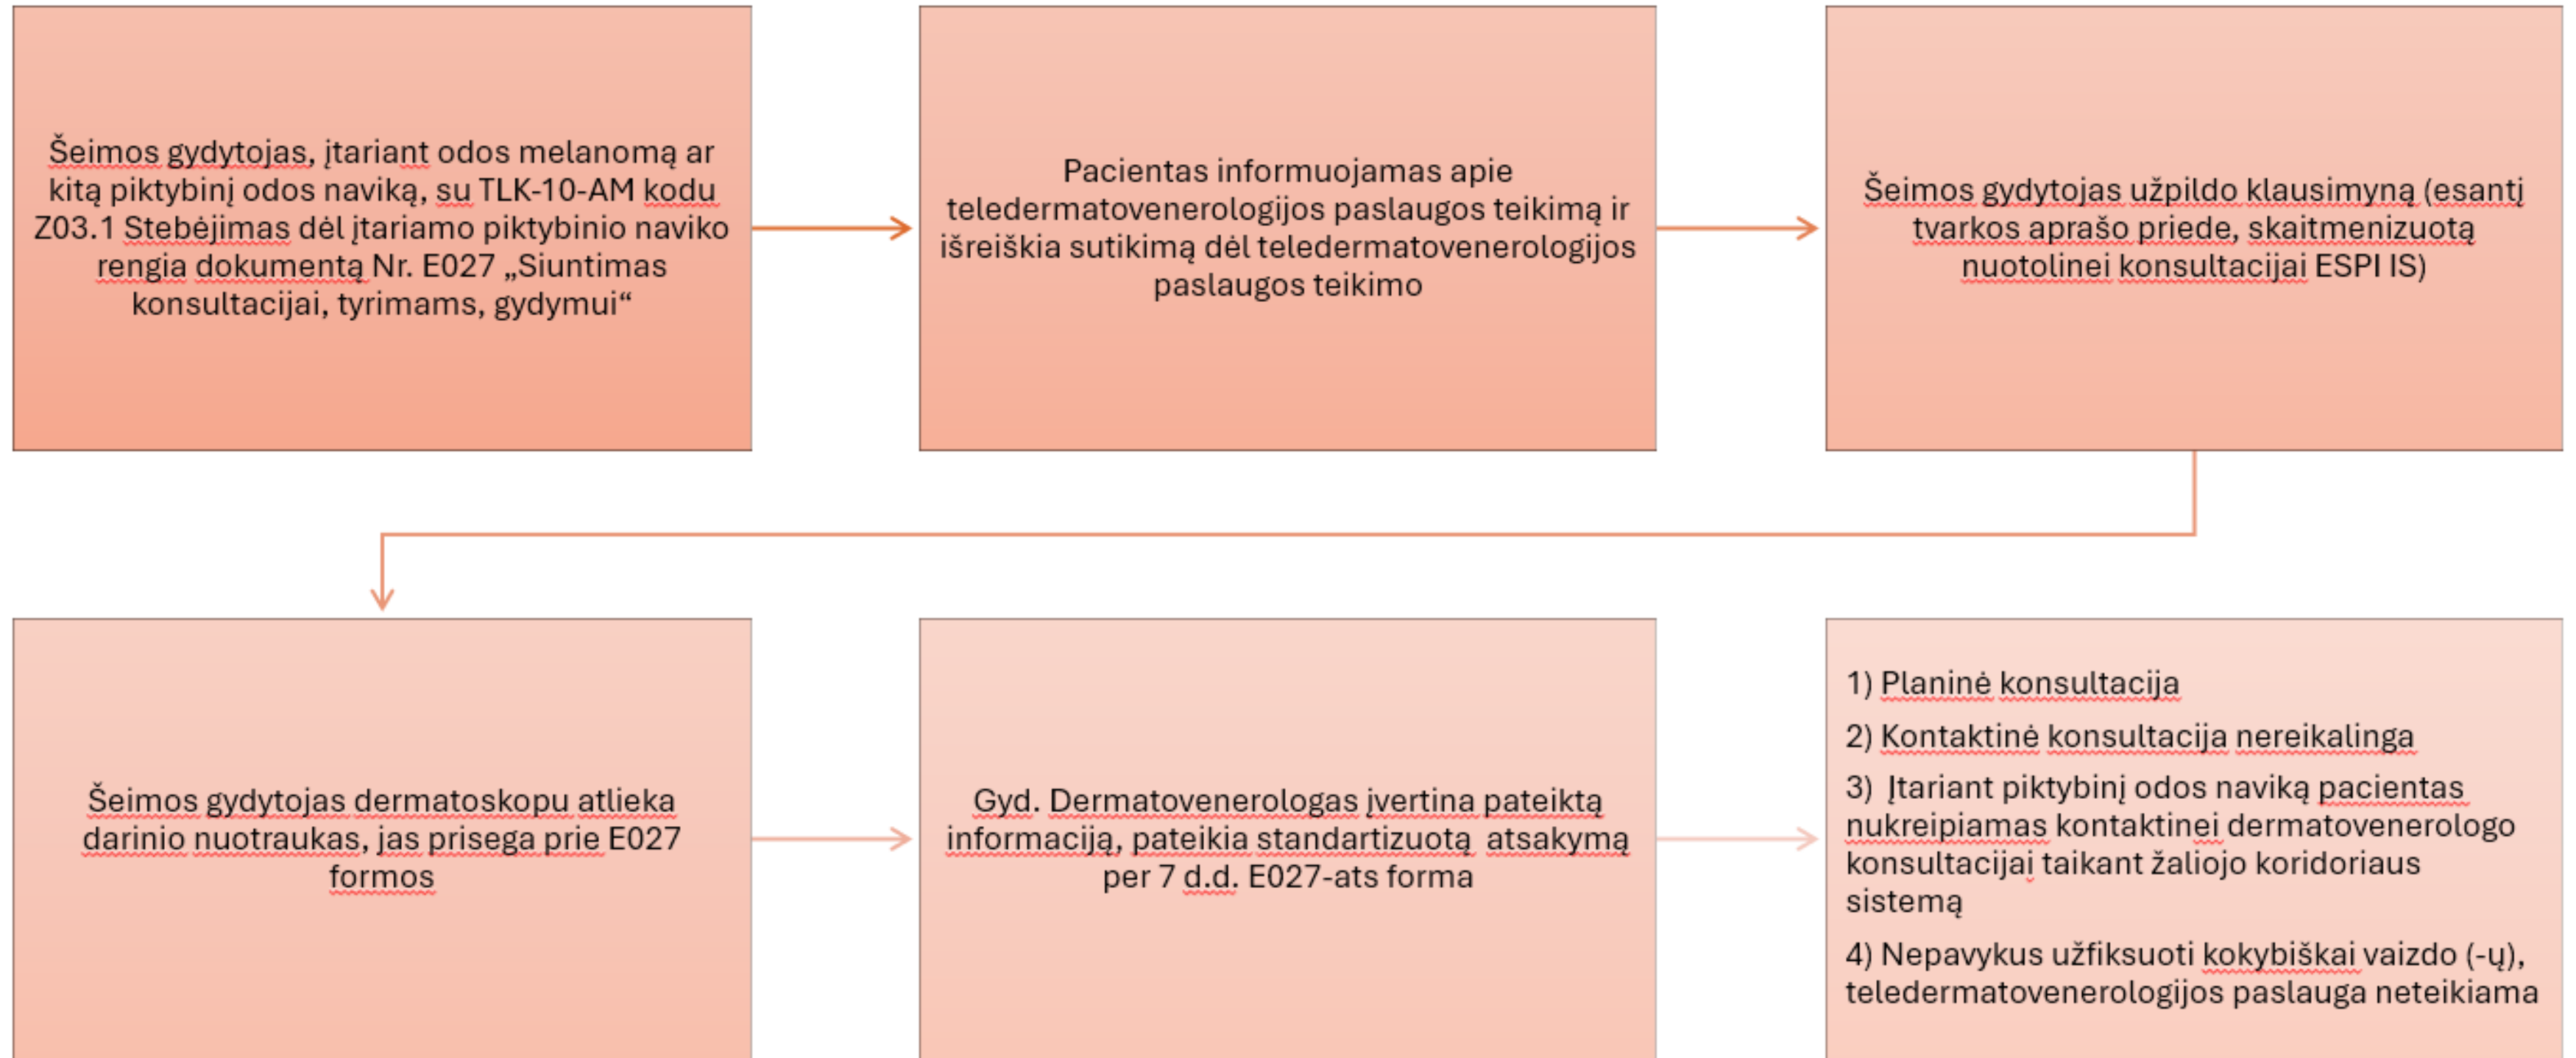 Šeimos gydytojas, įtariant odos melanomą ar
kitą piktybinį odos naviką, su TLK-10-AM kodu
Z03.1 Stebėjimas dėl įtariamo piktybinio naviko
rengia dokumentą Nr. E027 „Siuntimas
konsultacijai, tyrimams, gydymui“
Pacientas informuojamas apie
teledermatovenerologijos paslaugos teikimą ir
išreiškia sutikimą dėl teledermatovenerologijos
paslaugos teikimo
Šeimos gydytojas užpildo klausimyną (esantį
tvarkos aprašo priede, skaitmenizuotą
nuotolinei konsultacijai ESPI IS)
Šeimos gydytojas dermatoskopu atlieka
darinio nuotraukas, jas prisega prie E027
formos
Gyd. Dermatovenerologas įvertina pateiktą
informaciją, pateikia standartizuotą atsakymą
per 7 d.d. E027-ats forma
1) Planinė konsultacija
2) Kontaktinė konsultacija nereikalinga
3) Įtariant piktybinį odos naviką pacientas
nukreipiamas kontaktinei dermatovenerologo
konsultacijai taikant žaliojo koridoriaus
sistemą
4) Nepavykus užfiksuoti kokybiškai vaizdo (-ų),
teledermatovenerologijos paslauga neteikiama